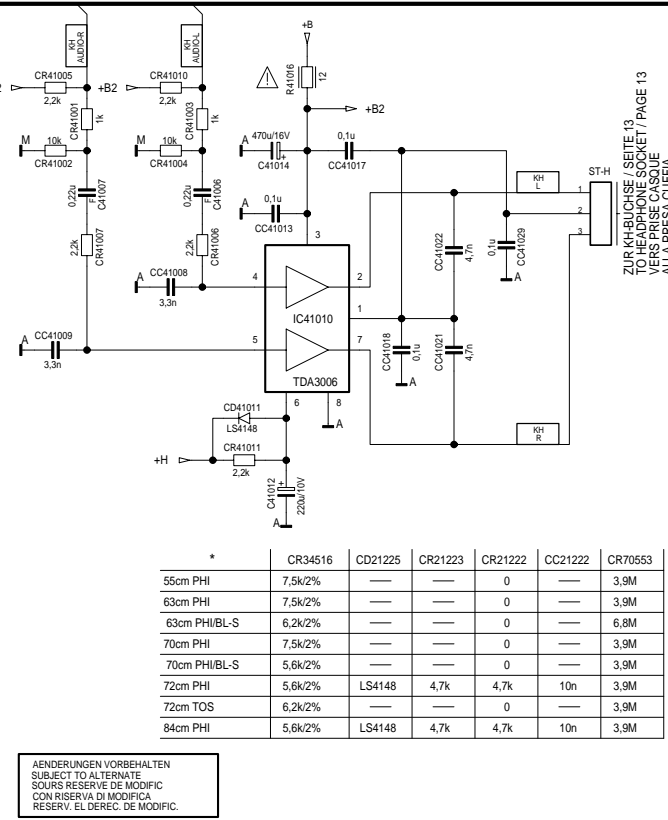 KH
AUDIO-R
KH
AUDIO-L
+B
CR41005
2,2k
+B2
CR41010
2,2k
R41016
12
+B2
CR41001
1k
CR41003
1k
M
10k
CR41002
M
10k
CR41004
A
470u/16V
+
C41014
0,1u
CC41017
0,22u
F
C41007
0,22u
F
C41006
A
0,1u
CC41013
2,2k
CR41007
2,2k
CR41006
3
KH
L
ST-H
1
2
3
ZUR KH-BUCHSE / SEITE 13
TO HEADPHONE SOCKET / PAGE 13
VERS PRISE CASQUE
ALLA PRESA CUFFIA
CC41022
4,7n
0,1u
CC41029
A
A
CC41008
3,3n
4
2
IC41010
1
A
CC41009
3,3n
5
7
TDA3006
CC41018
0,1u
A
CC41021
4,7n
6
8
A
CD41011
LS4148
+H
CR41011
2,2k
KH
R
C41012
+
220u/10V
A
* CR34516 CD21225 CR21223 CR21222 CC21222 CR70553
55cm PHI 7,5k/2% — — 0 — 3,9M
63cm PHI 7,5k/2% — — 0 — 3,9M
63cm PHI/BL-S 6,2k/2% — — 0 — 6,8M
70cm PHI 7,5k/2% — — 0 — 3,9M
70cm PHI/BL-S 5,6k/2% — — 0 — 3,9M
72cm PHI 5,6k/2% LS4148 4,7k 4,7k 10n 3,9M
72cm TOS 6,2k/2% — — 0 — 3,9M
84cm PHI 5,6k/2% LS4148 4,7k 4,7k 10n 3,9M
AENDERUNGEN VORBEHALTEN
SUBJECT TO ALTERNATE
SOURS RESERVE DE MODIFIC
CON RISERVA DI MODIFICA
RESERV. EL DEREC. DE MODIFIC.